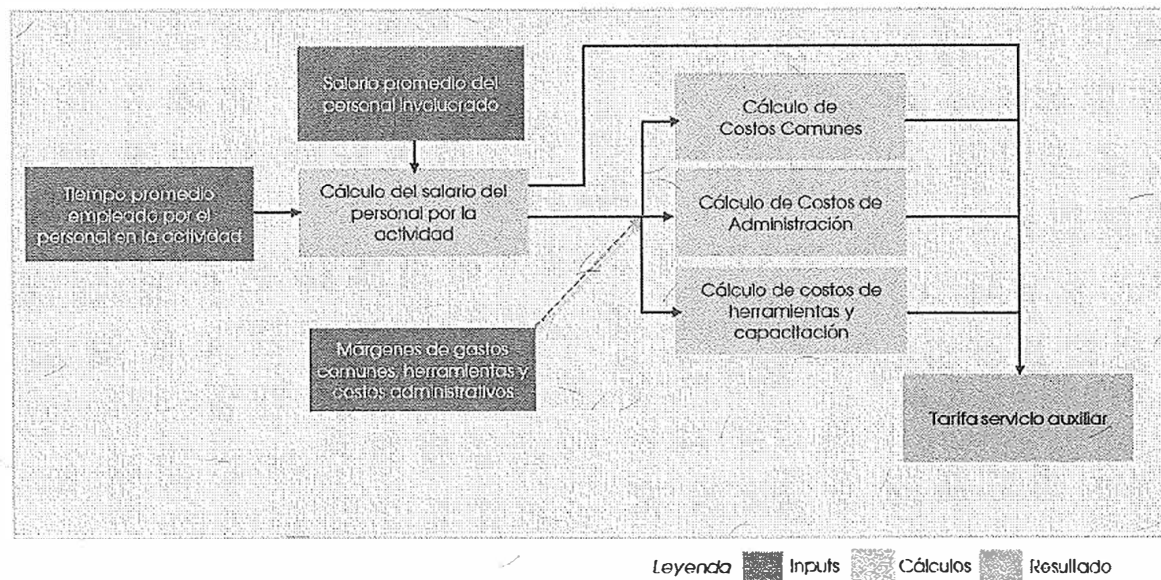 Salario promedio del
personal involucrado
Tiempo promedio
empleado por el
personal en la actividad
Cálculo del salario del
personal por la
actividad
Márgenes de gastos
comunes, herramientas y
costos administrativos
Cálculo de
Costos Comunes
Cálculo de Costos de
Administración
Cálculo de costos de
herramientas y
capacitación
Tarifa servicio auxiliar
Leyenda Inputs Cálculos Resultado